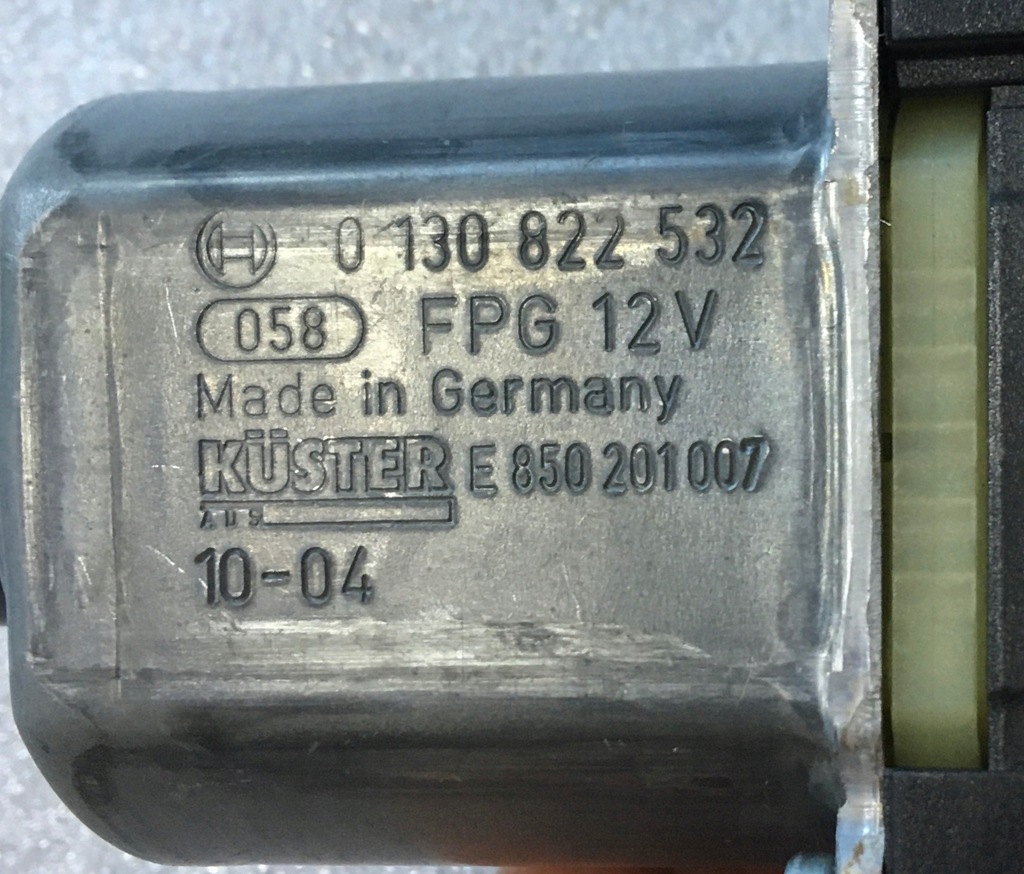 0 130 822 532
058 FPG 12V
Made in Germany
KÜSTER E 850 201 007
10-04